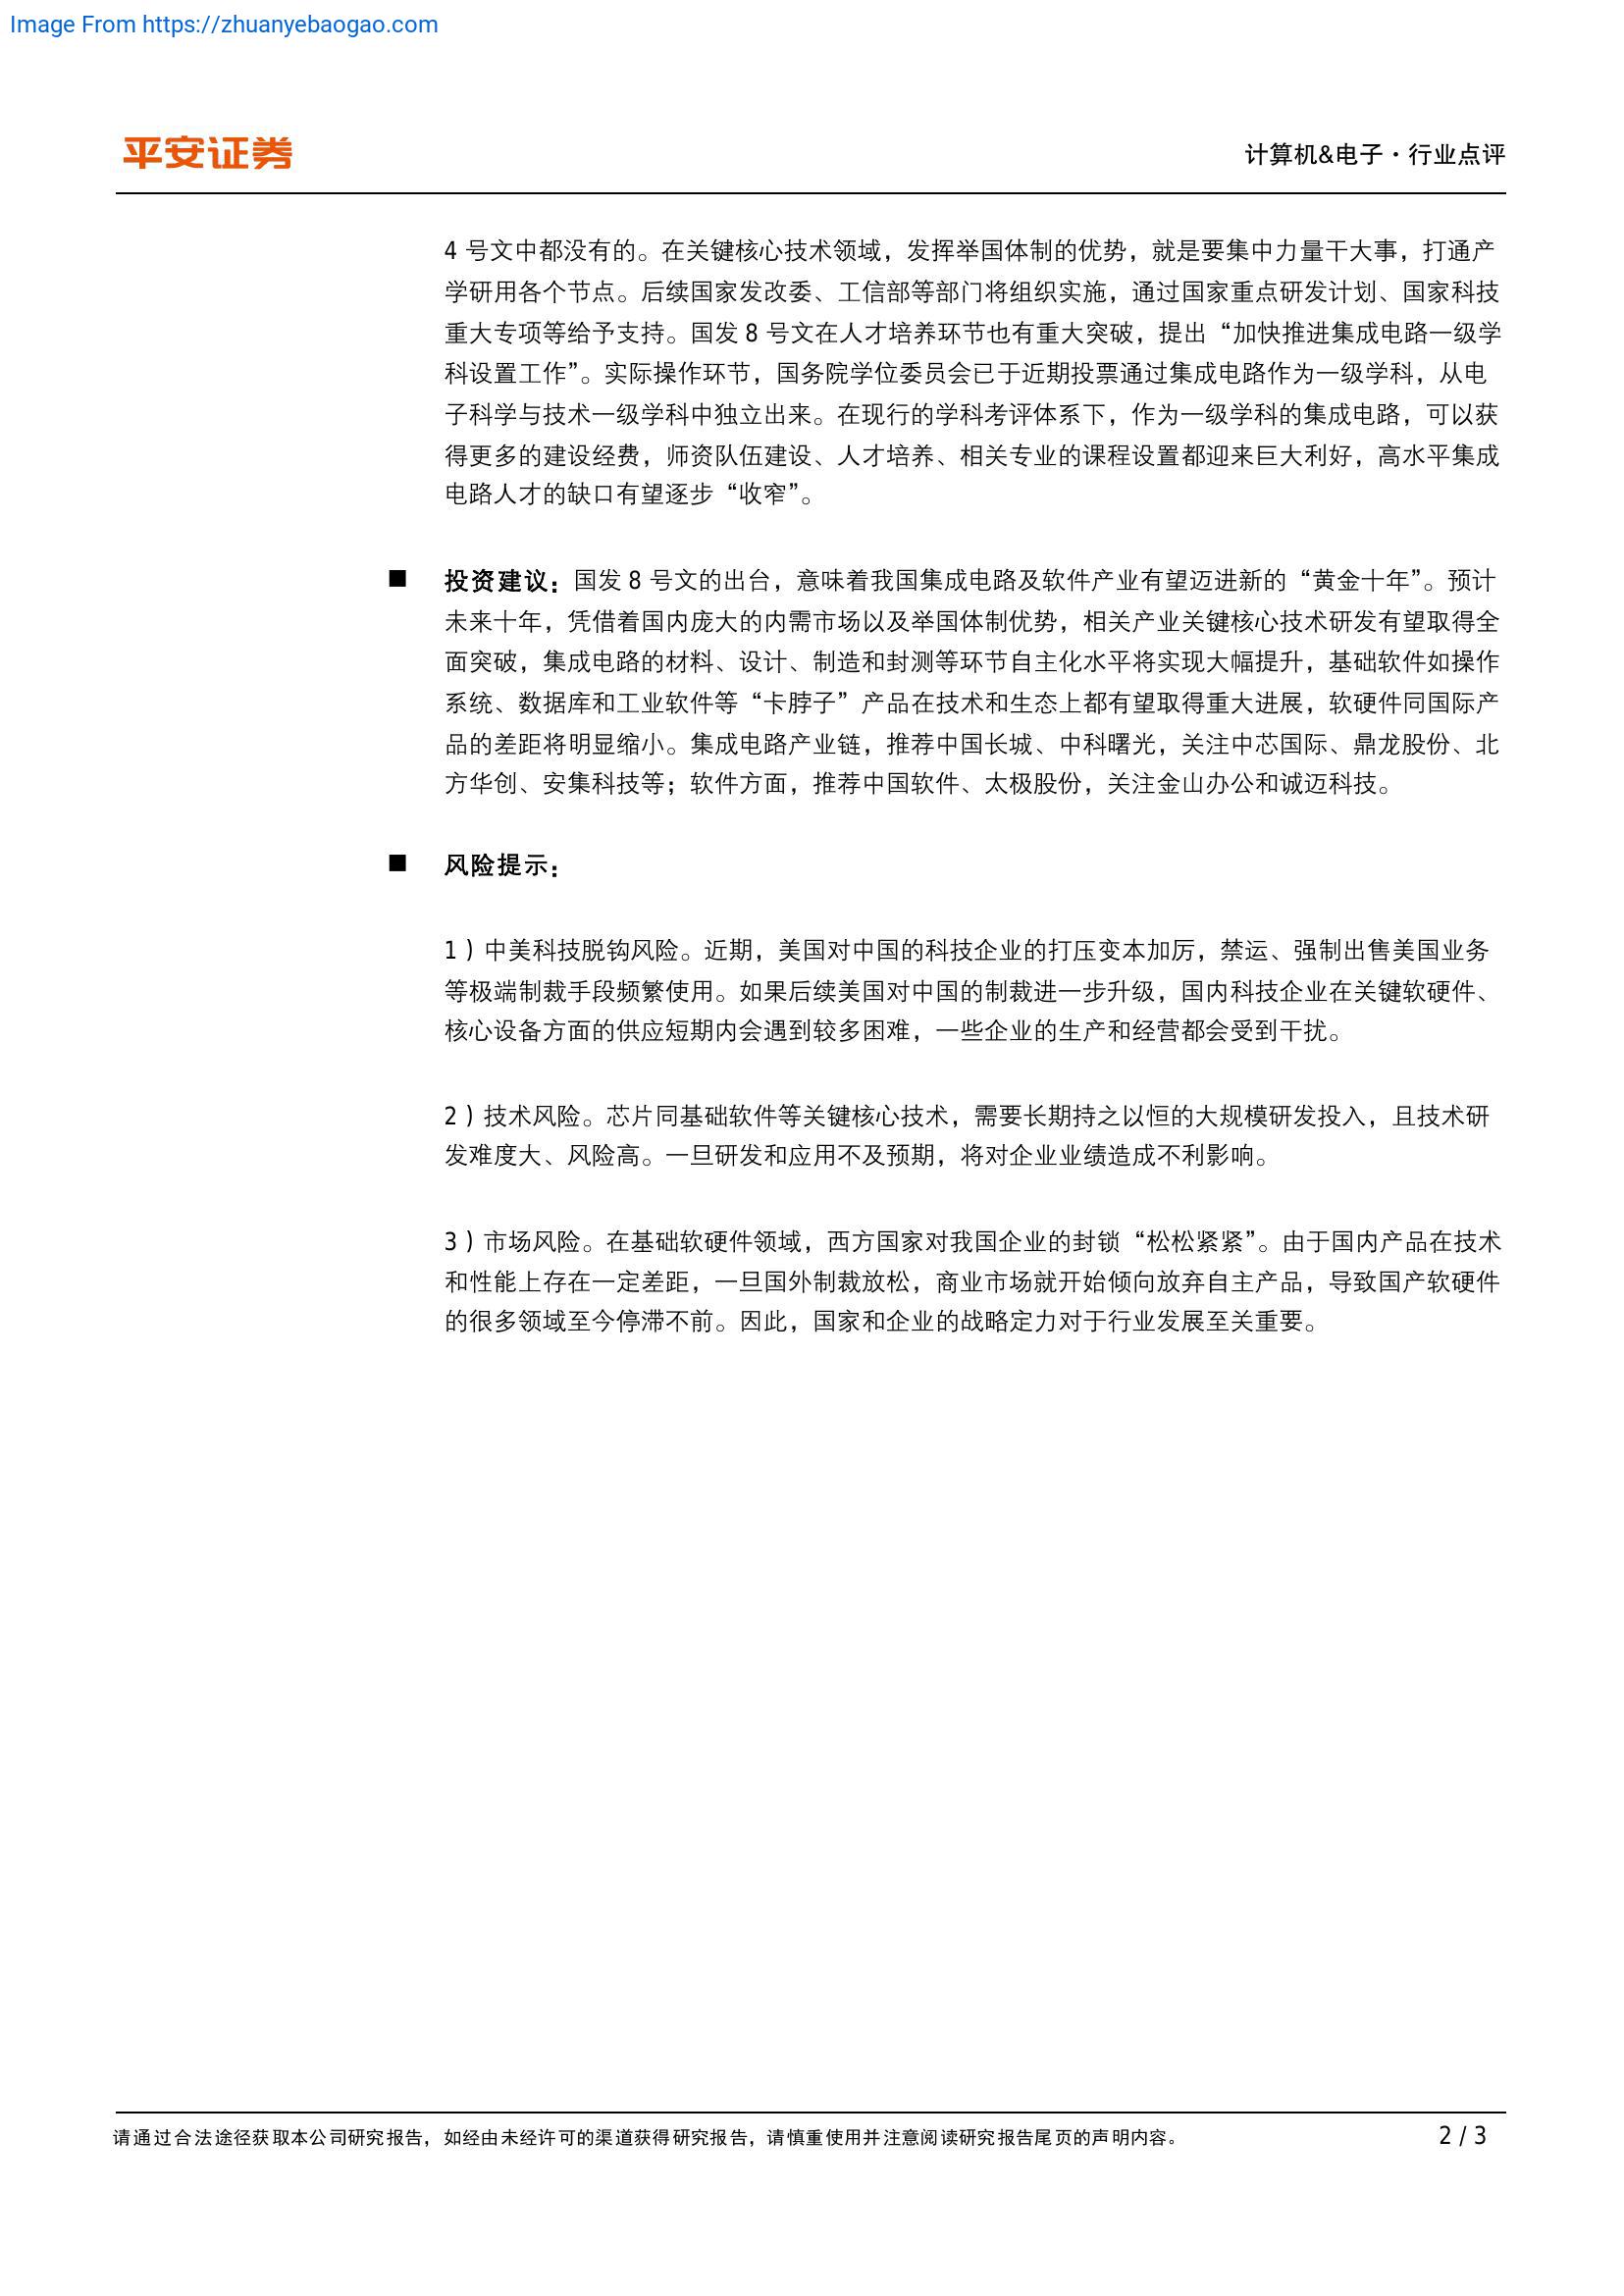 Image From https://zhuanyebaogao.com
平安证券
计算机&电子·行业点评
4 号文中都没有的。在关键核心技术领域，发挥举国体制的优势，就是要集中力量干大事，打通产
学研用各个节点。后续国家发改委、工信部等部门将组织实施，通过国家重点研发计划、国家科技
重大专项等给予支持。国发 8 号文在人才培养环节也有重大突破，提出“加快推进集成电路一级学
科设置工作”。实际操作环节，国务院学位委员会已于近期投票通过集成电路作为一级学科，从电
子科学与技术一级学科中独立出来。在现行的学科考评体系下，作为一级学科的集成电路，可以获
得更多的建设经费，师资队伍建设、人才培养、相关专业的课程设置都迎来巨大利好，高水平集成
电路人才的缺口有望逐步“收窄”。
■ 投资建议：国发 8 号文的出台，意味着我国集成电路及软件产业有望迈进新的“黄金十年”。预计
未来十年，凭借着国内庞大的内需市场以及举国体制优势，相关产业关键核心技术研发有望取得全
面突破，集成电路的材料、设计、制造和封测等环节自主化水平将实现大幅提升，基础软件如操作
系统、数据库和工业软件等“卡脖子”产品在技术和生态上都有望取得重大进展，软硬件同国际产
品的差距将明显缩小。集成电路产业链，推荐中国长城、中科曙光，关注中芯国际、鼎龙股份、北
方华创、安集科技等；软件方面，推荐中国软件、太极股份，关注金山办公和诚迈科技。
■ 风险提示：
1）中美科技脱钩风险。近期，美国对中国的科技企业的打压变本加厉，禁运、强制出售美国业务
等极端制裁手段频繁使用。如果后续美国对中国的制裁进一步升级，国内科技企业在关键软硬件、
核心设备方面的供应短期内会遇到较多困难，一些企业的生产和经营都会受到干扰。
2）技术风险。芯片同基础软件等关键核心技术，需要长期持之以恒的大规模研发投入，且技术研
发难度大、风险高。一旦研发和应用不及预期，将对企业业绩造成不利影响。
3）市场风险。在基础软硬件领域，西方国家对我国企业的封锁“松松紧紧”。由于国内产品在技术
和性能上存在一定差距，一旦国外制裁放松，商业市场就开始倾向放弃自主产品，导致国产软硬件
的很多领域至今停滞不前。因此，国家和企业的战略定力对于行业发展至关重要。
请通过合法途径获取本公司研究报告，如经由未经许可的渠道获得研究报告，请慎重使用并注意阅读研究报告尾页的声明内容。
2 / 3